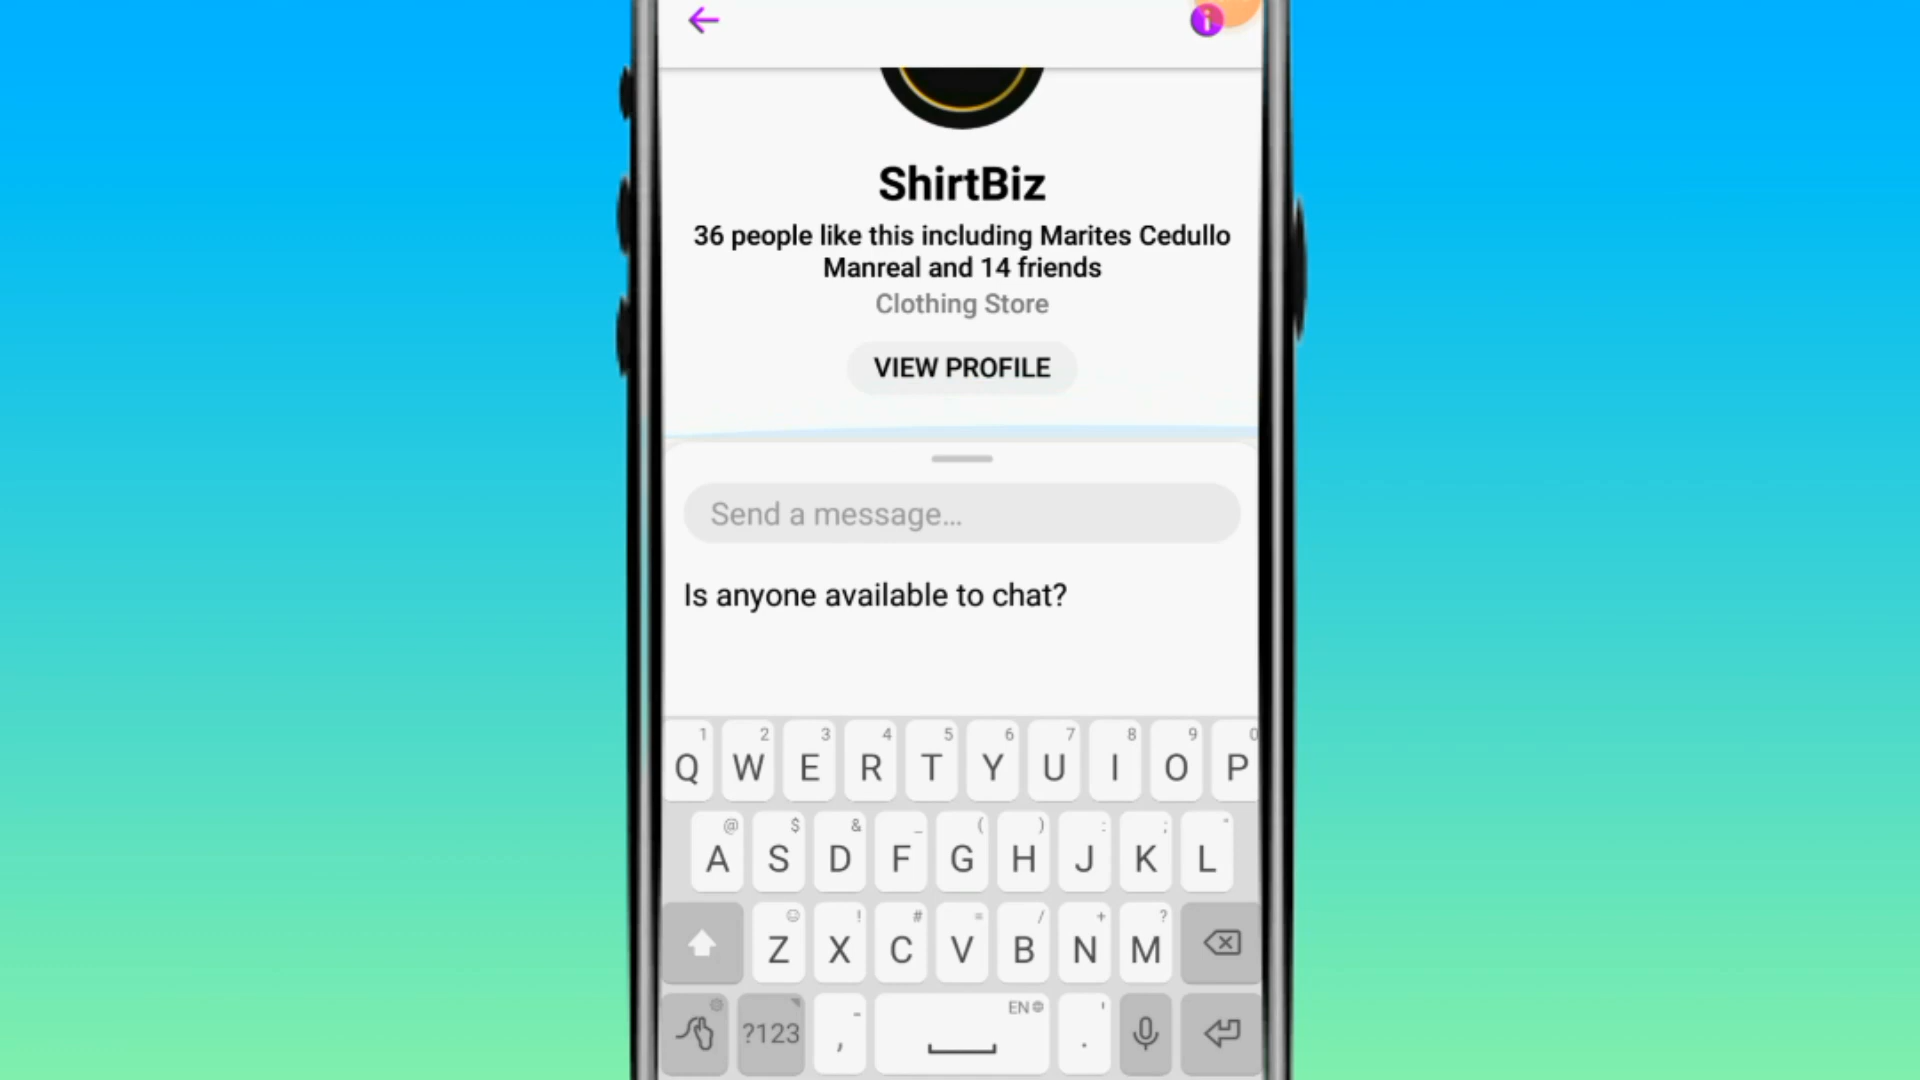 i
ShirtBiz
36 people like this including Marites Cedullo
Manreal and 14 friends
Clothing Store
VIEW PROFILE
Send a message...
Is anyone available to chat?
1 2 3 4 5 6 7 8 9 0
Q W E R T Y U I O P
@ $ & _ ( ) : ; "
A S D F G H J K L
! # = / + ?
Z X C V B N M
- EN '
?123 , .